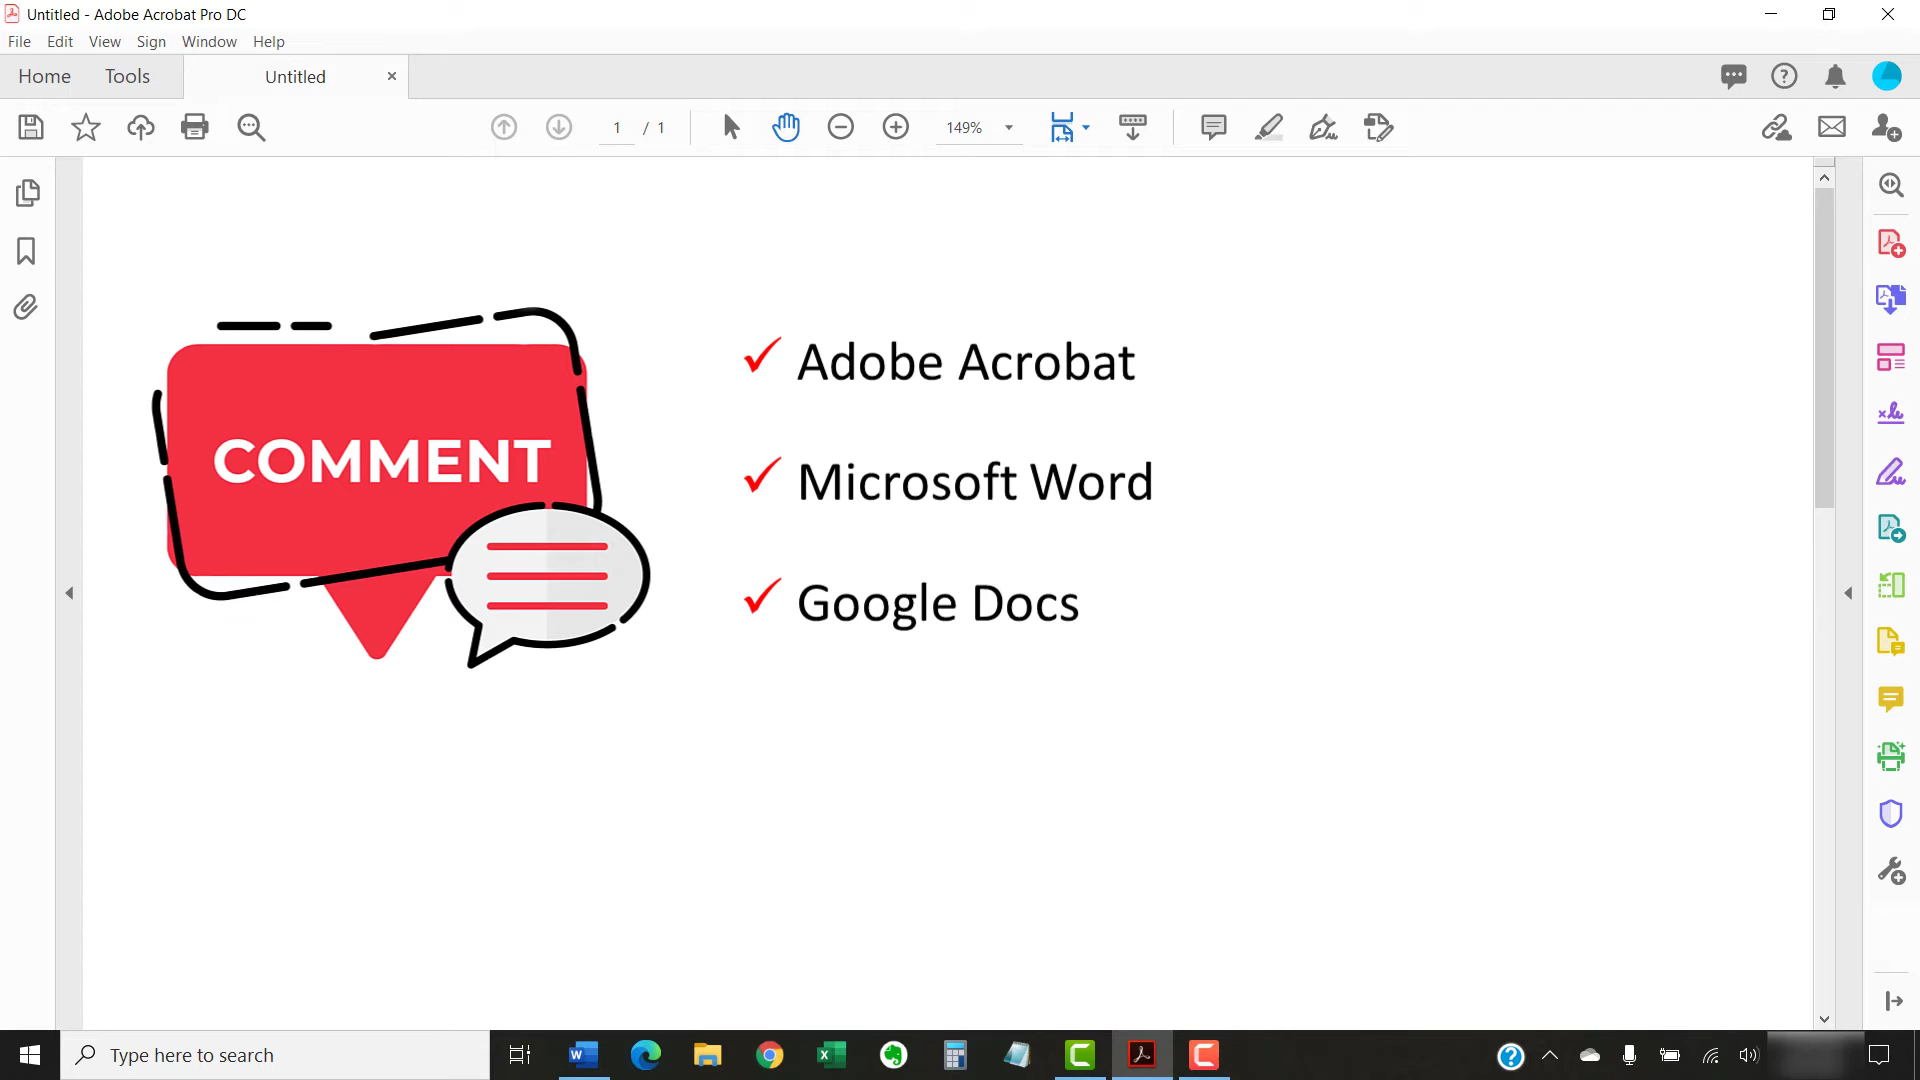 Untitled - Adobe Acrobat Pro DC
File Edit View Sign Window Help
Home Tools Untitled
1 / 1 149%
COMMENT
Adobe Acrobat
Microsoft Word
Google Docs
Type here to search